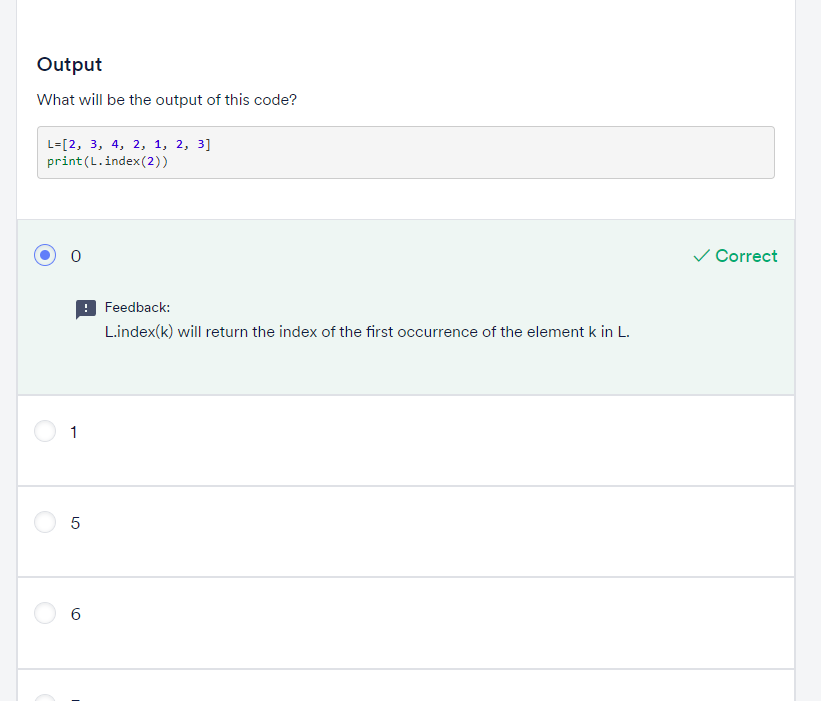 Output
What will be the output of this code?
L=[2, 3, 4, 2, 1, 2, 3]
print(L.index(2))
0
Correct
Feedback:
L.index(k) will return the index of the first occurrence of the element k in L.
1
5
6